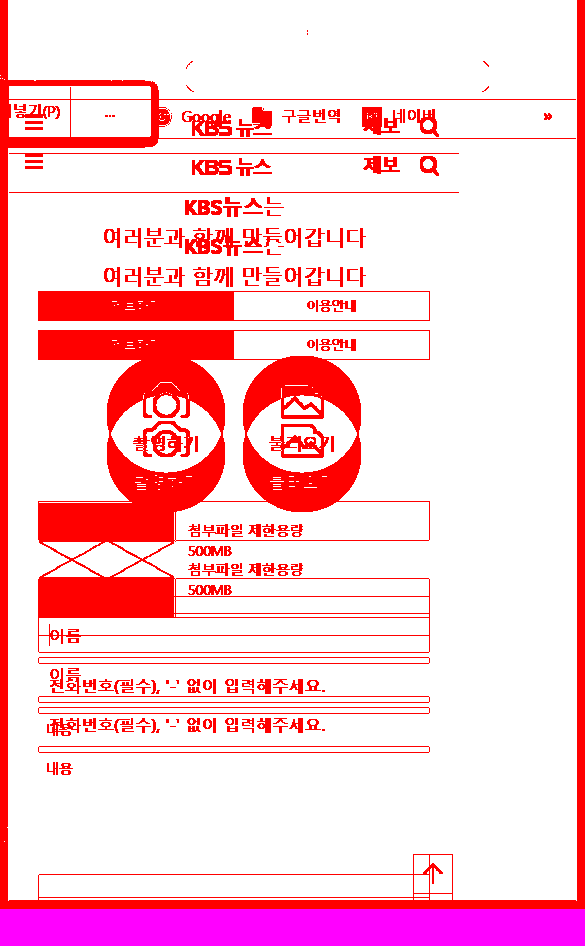 넣기(P) ...
Google 구글번역 네이버 »
KBS 뉴스 제보
KBS 뉴스 제보
KBS뉴스는
여러분과 함께 만들어갑니다
KBS뉴스는
여러분과 함께 만들어갑니다
이용안내
이용안내
촬영하기 불러오기
첨부파일 제한용량
500MB
첨부파일 제한용량
500MB
이름
이름
전화번호(필수), '-' 없이 입력해주세요.
전화번호(필수), '-' 없이 입력해주세요.
내용
내용